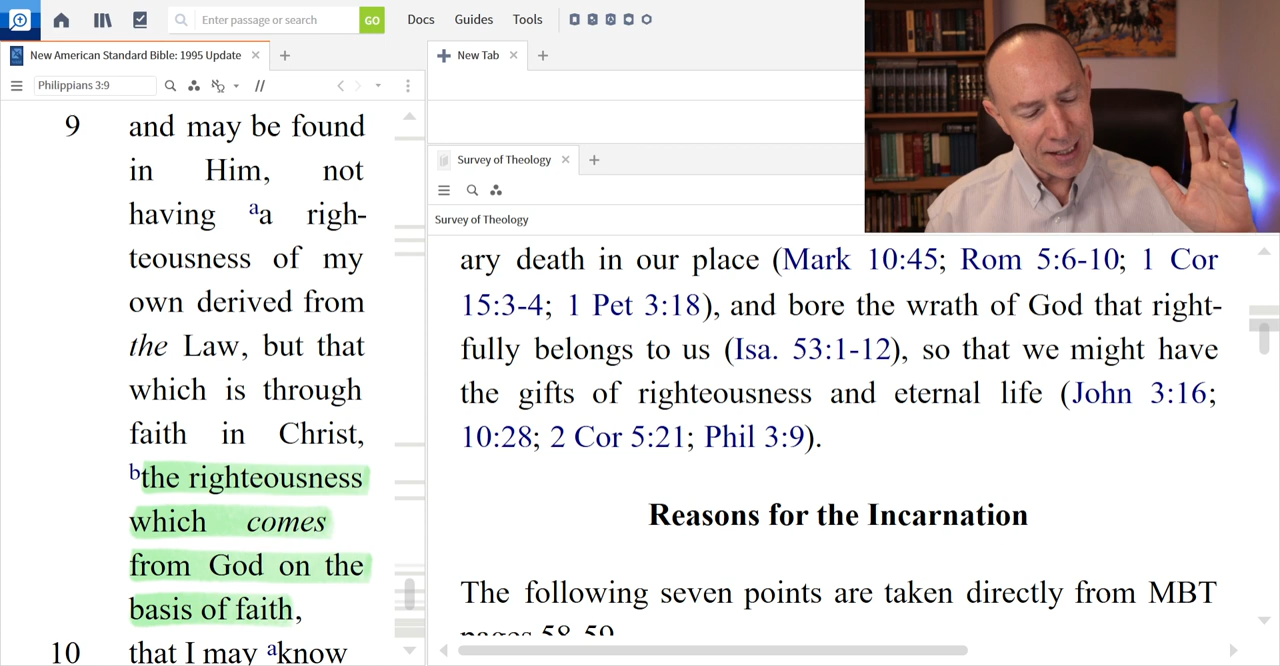 Enter passage or search
GO
Docs
Guides
Tools
New American Standard Bible: 1995 Update
New Tab
Philippians 3:9
9 and may be found
in Him, not
having ᵃa righ-
teousness of my
own derived from
the Law, but that
which is through
faith in Christ,
ᵇthe righteousness
which comes
from God on the
basis of faith,
10 that I may ᵃknow
Survey of Theology
Survey of Theology
ary death in our place (Mark 10:45; Rom 5:6-10; 1 Cor
15:3-4; 1 Pet 3:18), and bore the wrath of God that right-
fully belongs to us (Isa. 53:1-12), so that we might have
the gifts of righteousness and eternal life (John 3:16;
10:28; 2 Cor 5:21; Phil 3:9).
Reasons for the Incarnation
The following seven points are taken directly from MBT
pages 58-59